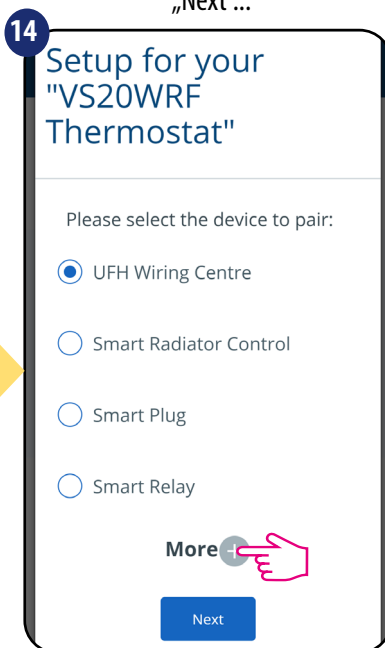 „Next ...
14
Setup for your
"VS20WRF
Thermostat"
Please select the device to pair:
UFH Wiring Centre
Smart Radiator Control
Smart Plug
Smart Relay
More +
Next